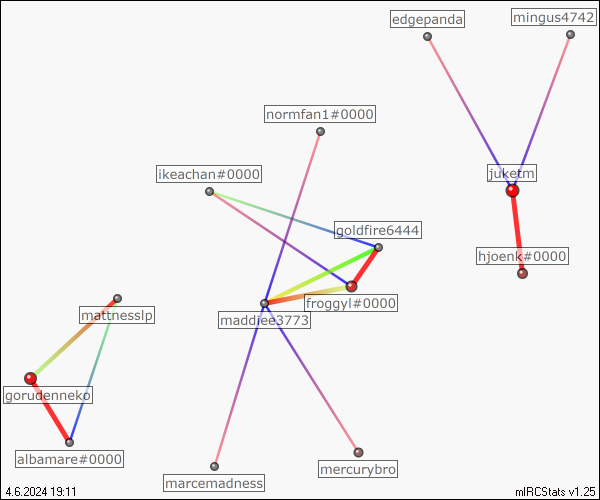 edgepanda
mingus4742
normfan1#0000
ikeachan#0000
juketm
goldfire6444
hjoenk#0000
froggyl#0000
maddiee3773
mattnesslp
gorudenneko
albamare#0000
mercurybro
marcemadness
4.6.2024 19:11
mIRCStats v1.25